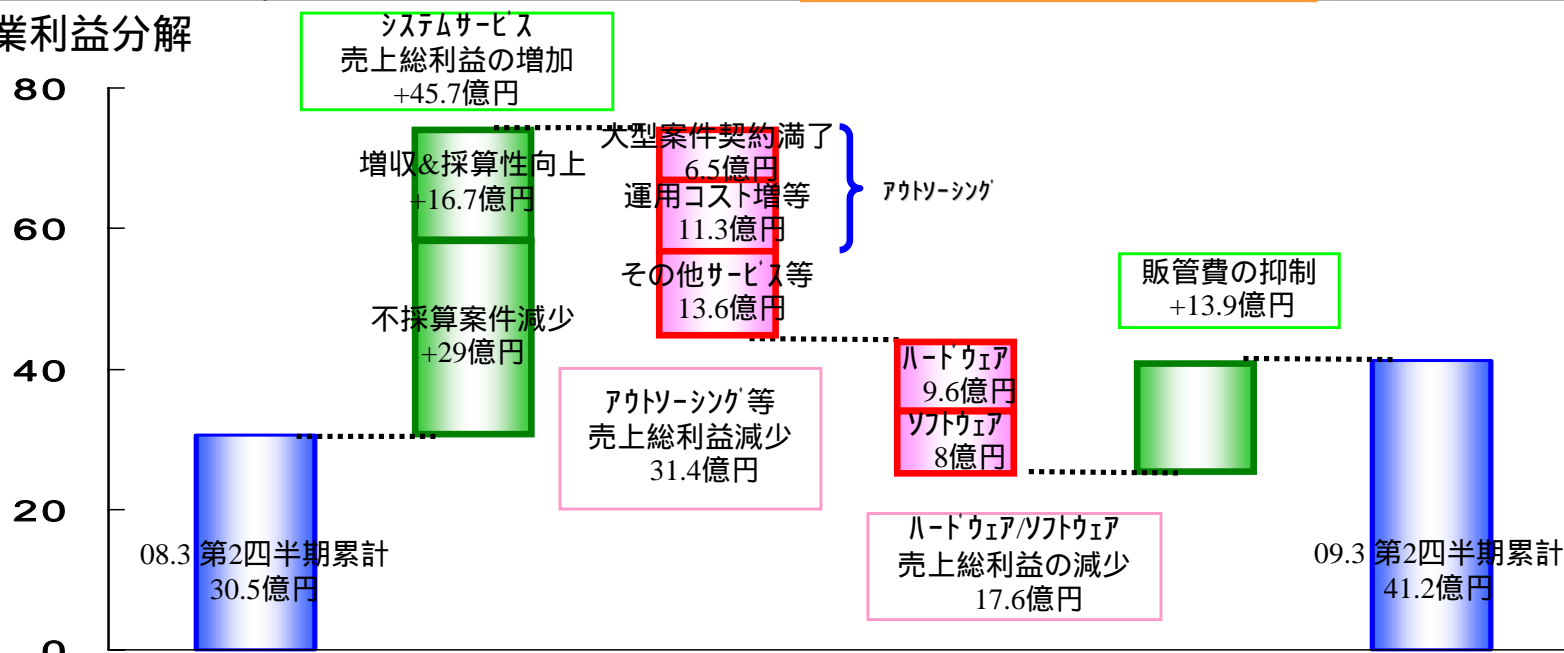 業利益分解
システムサービス
売上総利益の増加
+45.7億円
80
60
40
20
0
増収&採算性向上
+16.7億円
不採算案件減少
+29億円
大型案件契約満了
6.5億円
運用コスト増等
11.3億円
その他サービス等
13.6億円
アウトソーシング
アウトソーシング等
売上総利益減少
31.4億円
ハードウェア
9.6億円
ソフトウェア
8億円
ハードウェア/ソフトウェア
売上総利益の減少
17.6億円
販管費の抑制
+13.9億円
08.3 第2四半期累計
30.5億円
09.3 第2四半期累計
41.2億円